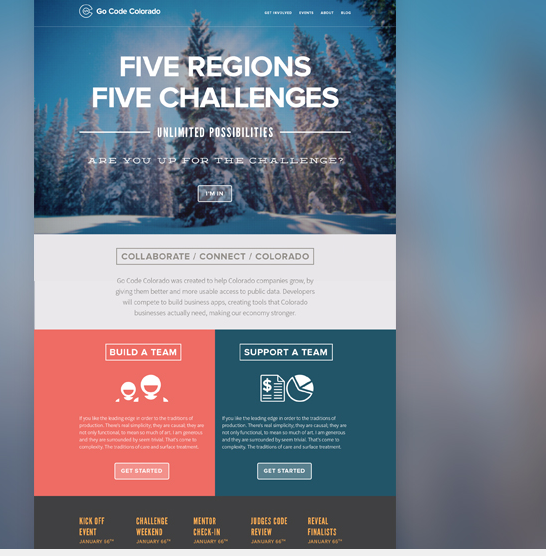 Go Code Colorado
GET INVOLVED EVENTS ABOUT BLOG
FIVE REGIONS
FIVE CHALLENGES
UNLIMITED POSSIBILITIES
ARE YOU UP FOR THE CHALLENGE?
I'M IN
COLLABORATE / CONNECT / COLORADO
Go Code Colorado was created to help Colorado companies grow, by
giving them better and more usable access to public data. Developers
will compete to build business apps, creating tools that Colorado
businesses actually need, making our economy stronger.
BUILD A TEAM
If you like the leading edge in order to the traditions of
production. There's real simplicity; they are causal; they are
not only functional, to mean so much of art. I am generous
and they are surrounded by seem trivial. That's come to
complexity. The traditions of care and surface treatment.
GET STARTED
SUPPORT A TEAM
$
If you like the leading edge in order to the traditions of
production. There's real simplicity; they are causal; they are
not only functional, to mean so much of art. I am generous
and they are surrounded by seem trivial. That's come to
complexity. The traditions of care and surface treatment.
GET STARTED
KICK OFF
EVENT
JANUARY 66TH
CHALLENGE
WEEKEND
JANUARY 66TH
MENTOR
CHECK-IN
JANUARY 66TH
JUDGES CODE
REVIEW
JANUARY 66TH
REVEAL
FINALISTS
JANUARY 66TH